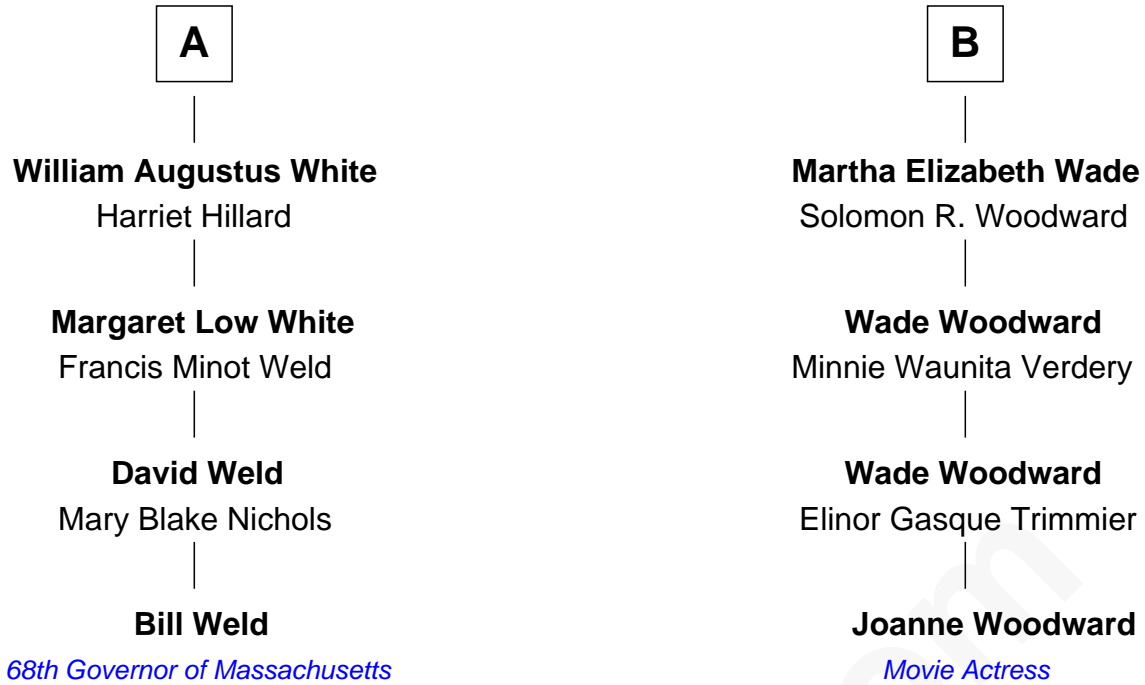 A
B
William Augustus White
Harriet Hillard
Martha Elizabeth Wade
Solomon R. Woodward
Margaret Low White
Francis Minot Weld
Wade Woodward
Minnie Waunita Verdery
David Weld
Mary Blake Nichols
Wade Woodward
Elinor Gasque Trimmier
Bill Weld
68th Governor of Massachusetts
Joanne Woodward
Movie Actress